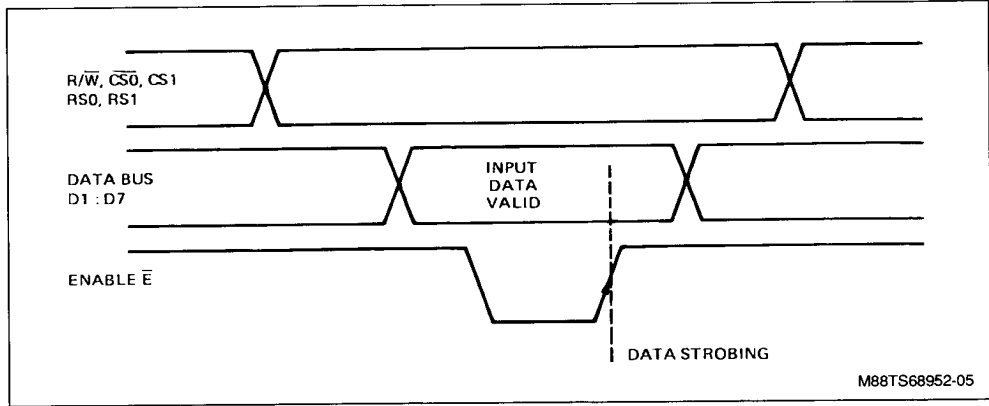 R/W̅, C̅S̅0̅, CS1
RS0, RS1
DATA BUS
D1 : D7
INPUT
DATA
VALID
ENABLE E̅
DATA STROBING
M88TS68952-05